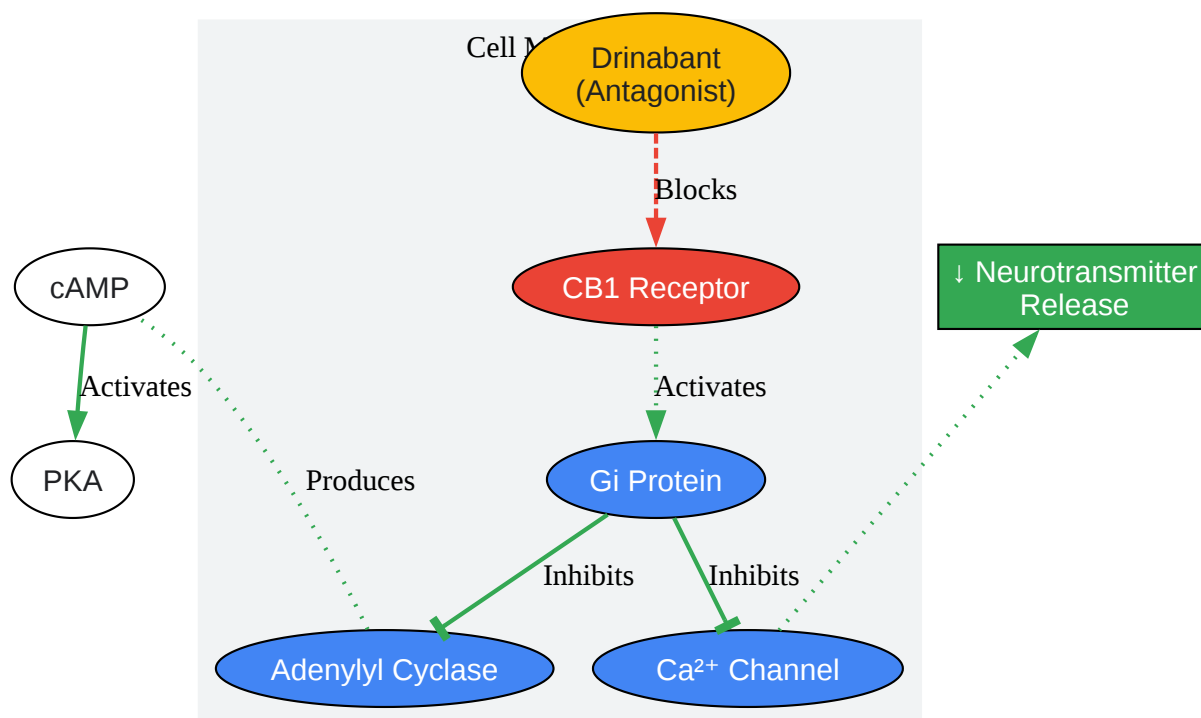 Cell
Drinabant
(Antagonist)
Blocks
cAMP
CB1 Receptor
↓ Neurotransmitter
Release
Activates
Activates
PKA
Produces
Gi Protein
Inhibits
Inhibits
Adenylyl Cyclase
Ca²⁺ Channel